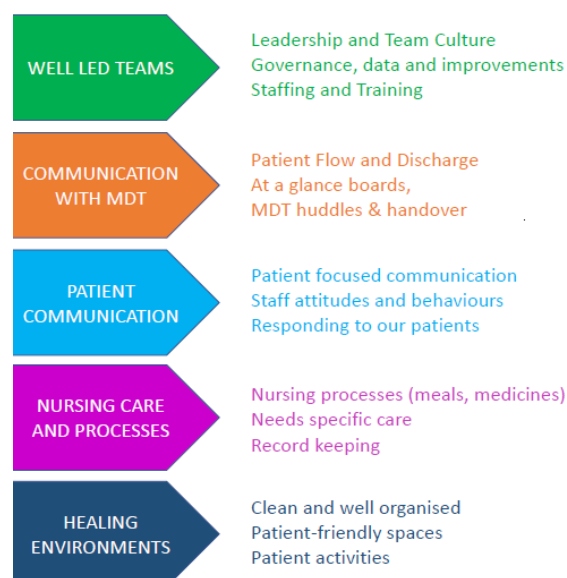 WELL LED TEAMS
Leadership and Team Culture
Governance, data and improvements
Staffing and Training
COMMUNICATION
WITH MDT
Patient Flow and Discharge
At a glance boards,
MDT huddles & handover
.
PATIENT
COMMUNICATION
Patient focused communication
Staff attitudes and behaviours
Responding to our patients
NURSING CARE
AND PROCESSES
Nursing processes (meals, medicines)
Needs specific care
Record keeping
HEALING
ENVIRONMENTS
Clean and well organised
Patient-friendly spaces
Patient activities